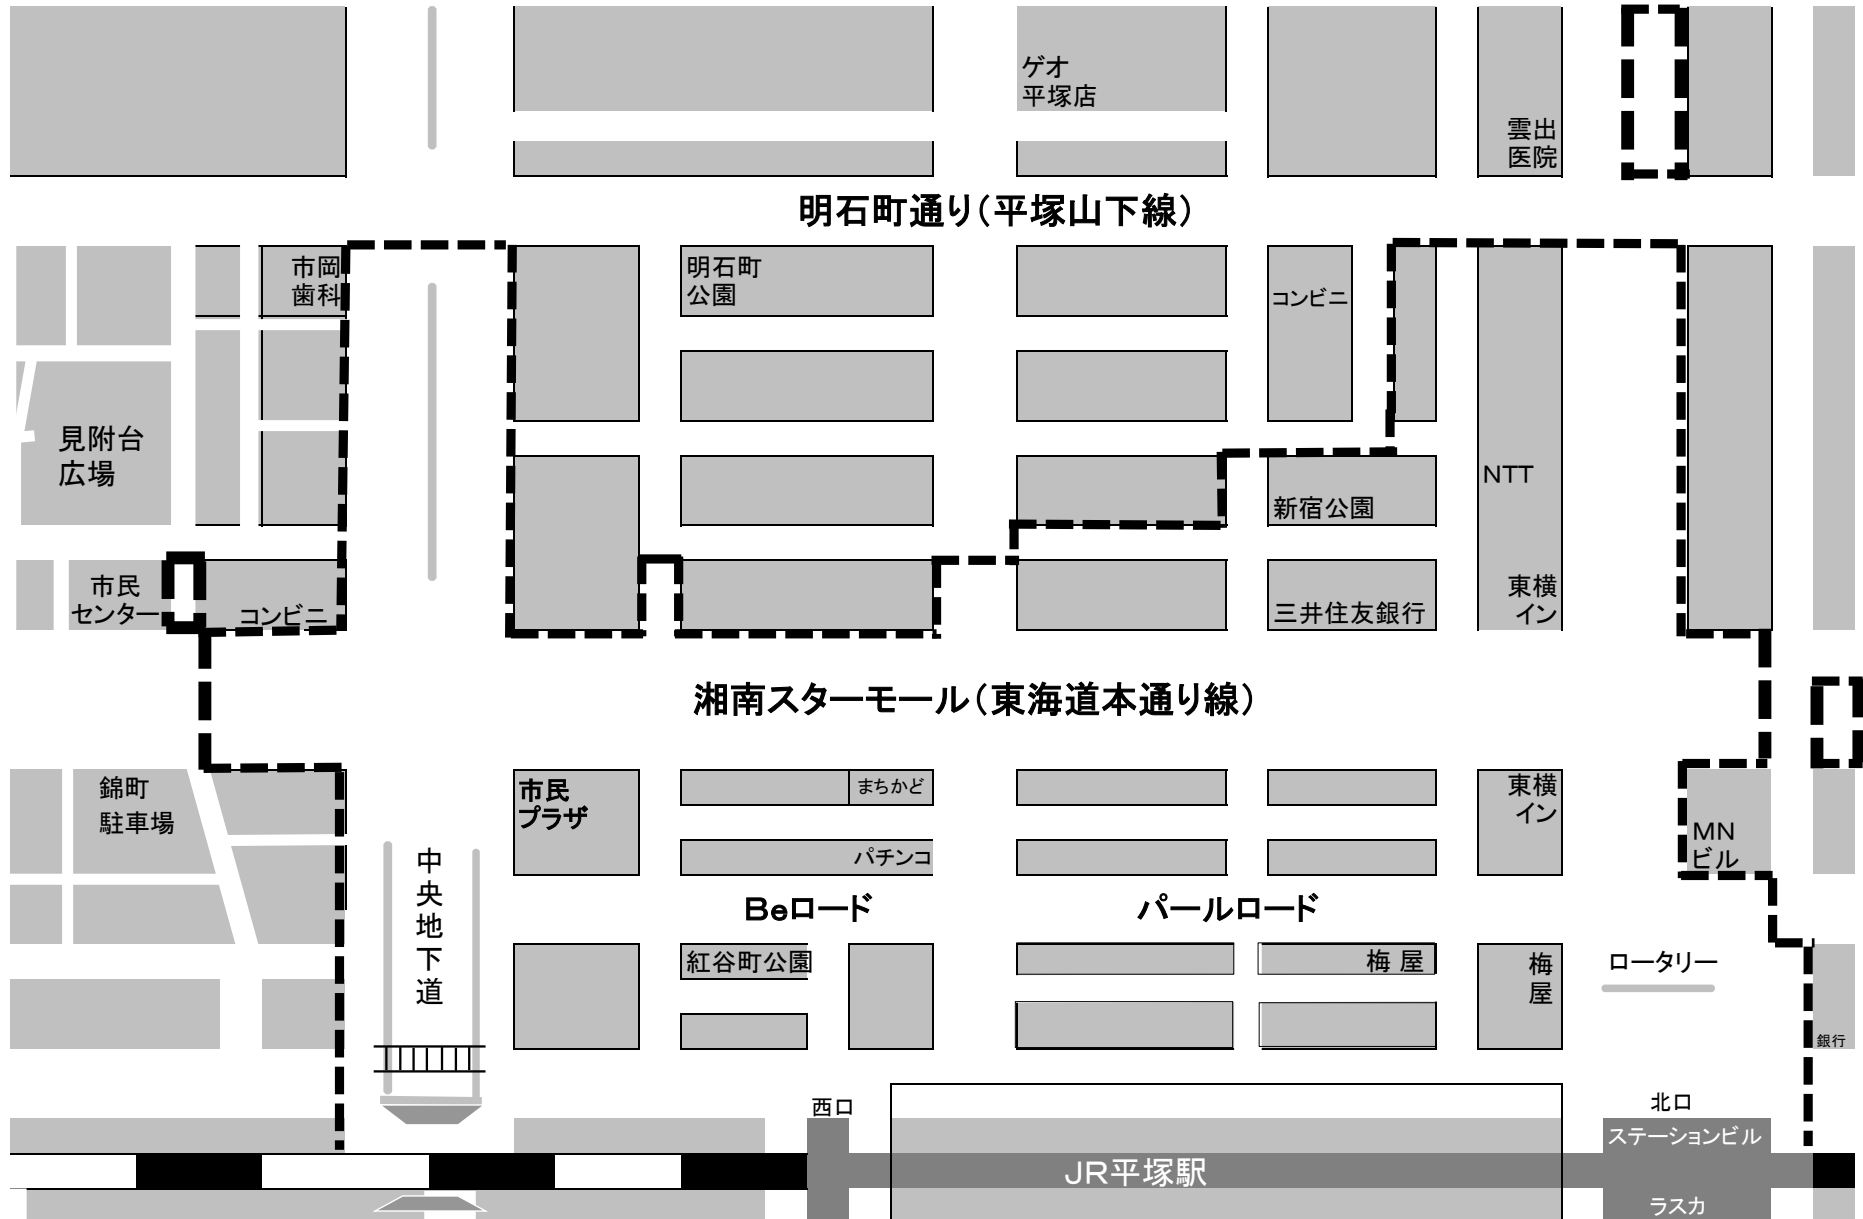 ゲオ
平塚店
雲出
医院
明石町通り(平塚山下線)
市岡
歯科
明石町
公園
コンビニ
見附台
広場
新宿公園
NTT
市民
センター
コンビニ
三井住友銀行
東横
イン
湘南スターモール(東海道本通り線)
錦町
駐車場
市民
プラザ
まちかど
東横
イン
MN
ビル
パチンコ
中央地下道
Beロード
パールロード
紅谷町公園
梅屋
梅屋
ロータリー
銀行
西口
北口
ステーションビル
JR平塚駅
ラスカ